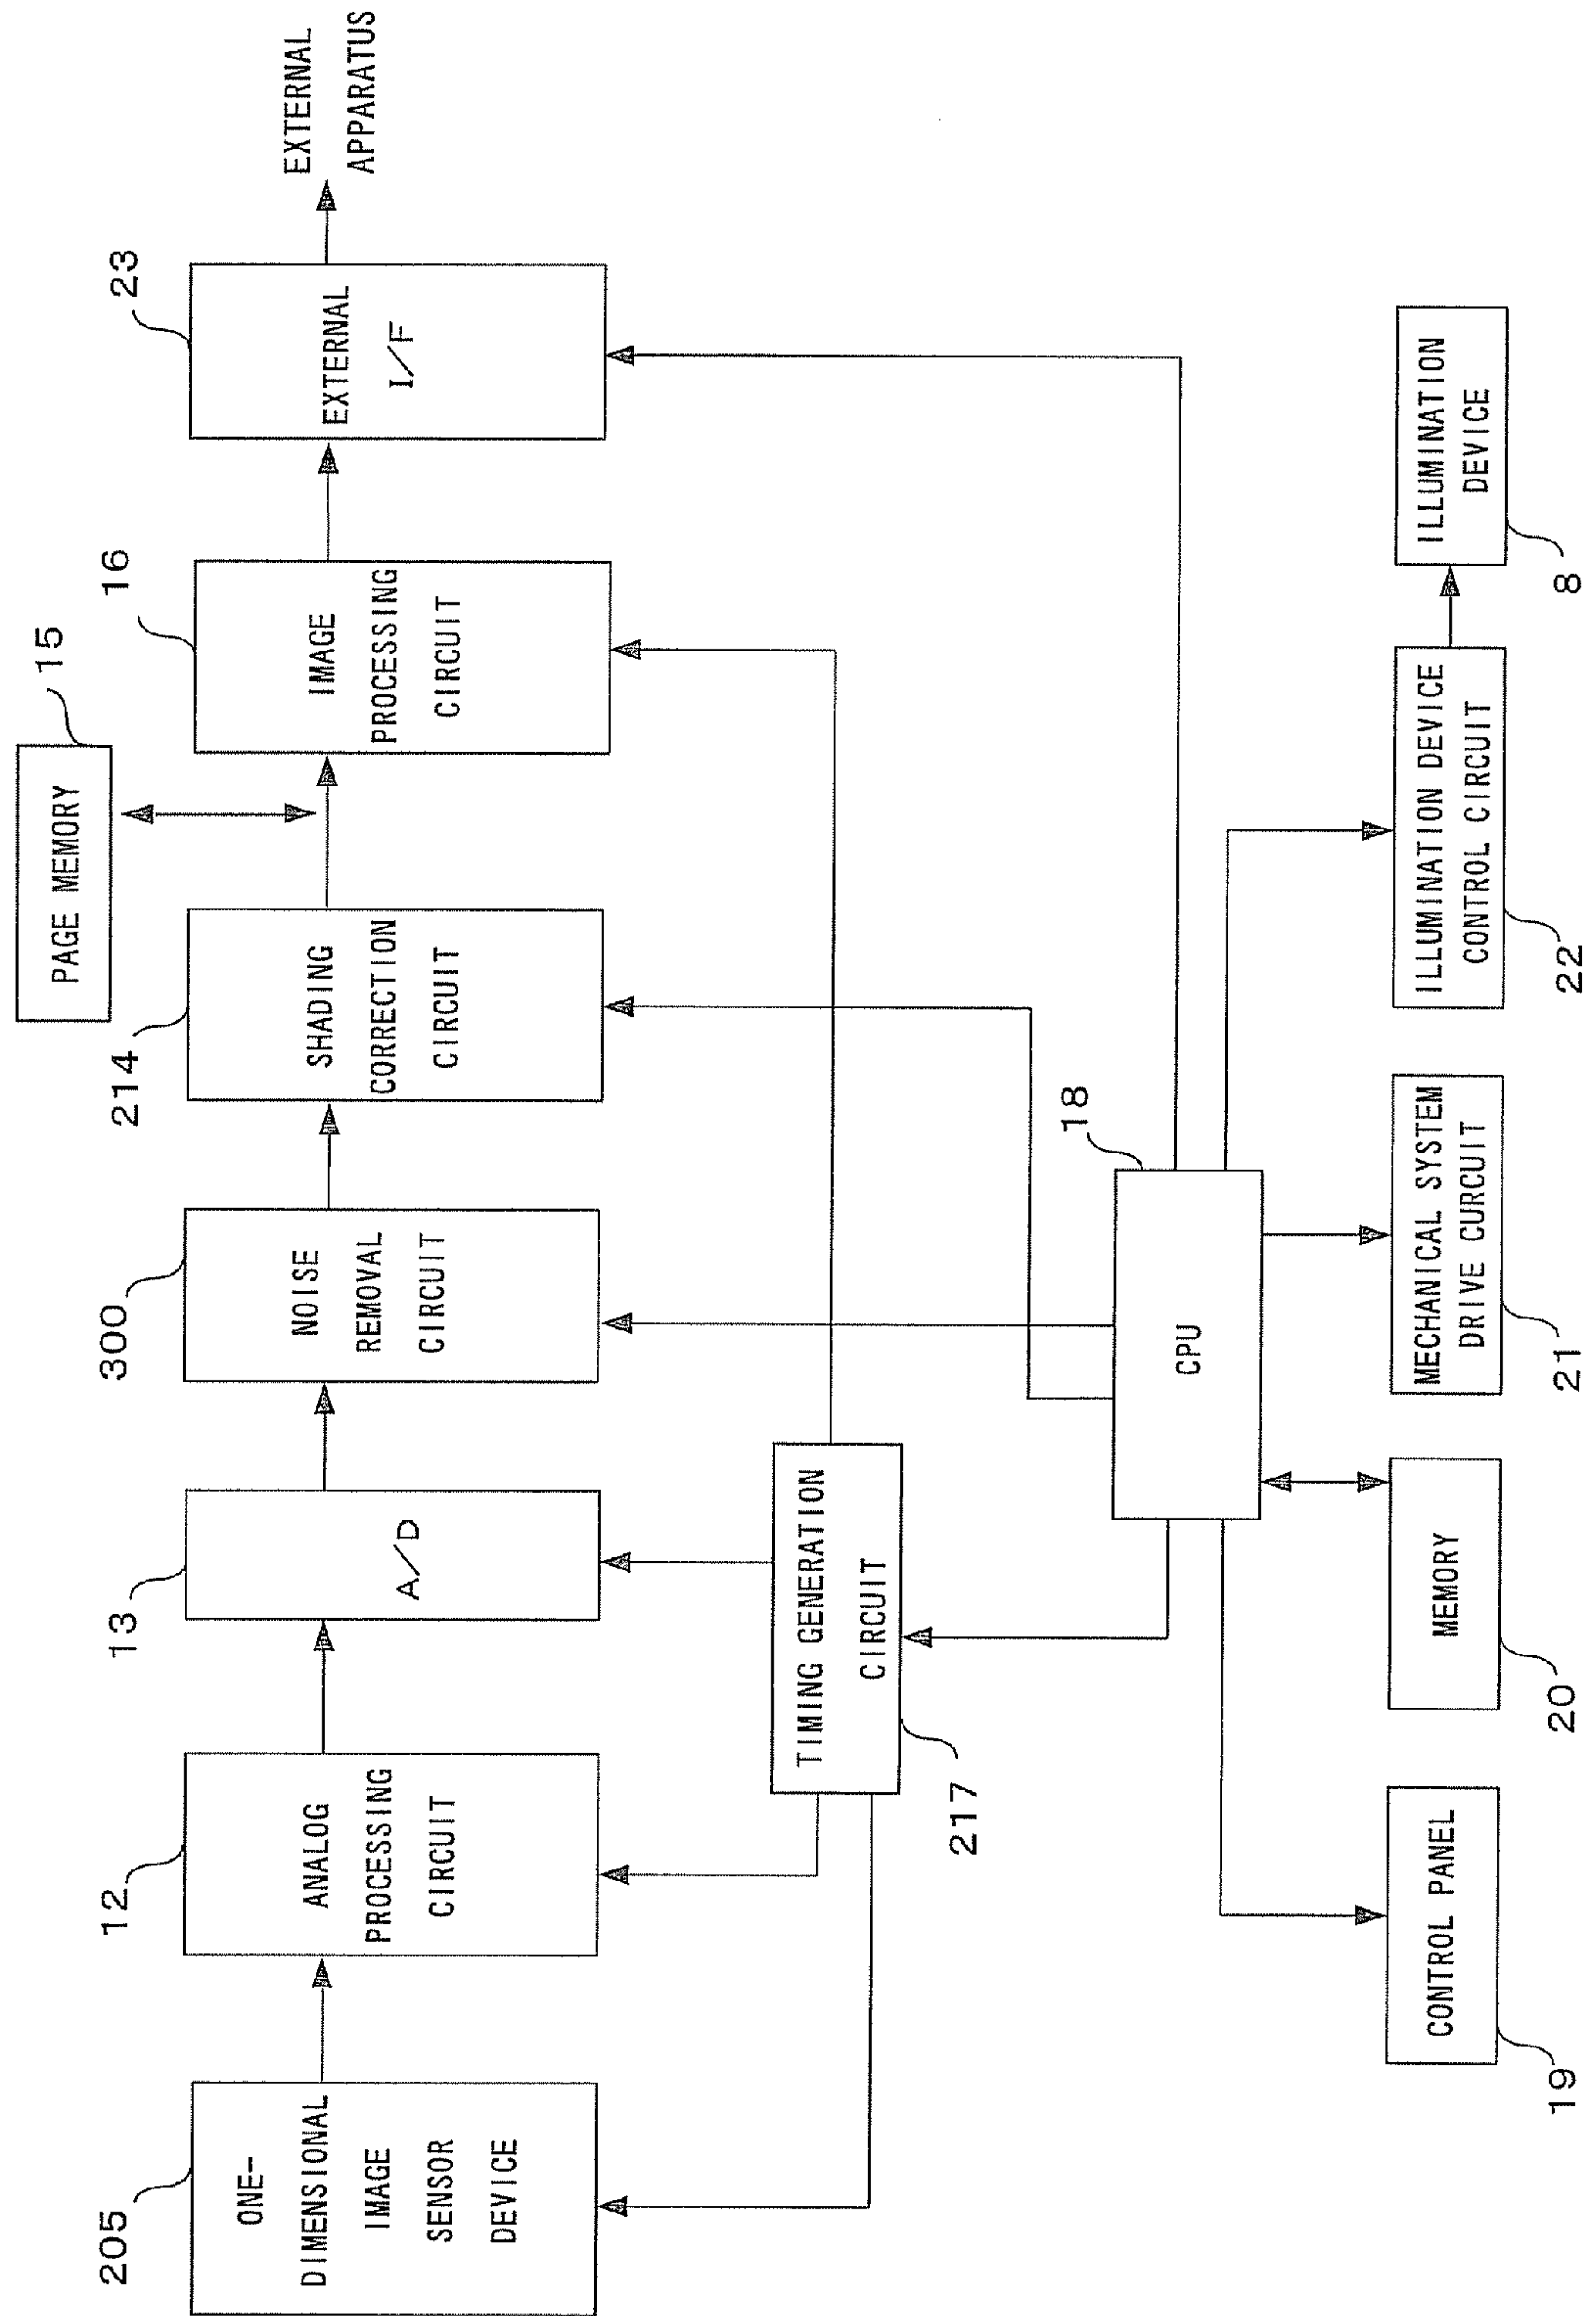 205
ONE-
DIMENSIONAL
IMAGE
SENSOR
DEVICE
12
ANALOG
PROCESSING
CIRCUIT
13
A/D
300
NOISE
REMOVAL
CIRCUIT
214
SHADING
CORRECTION
CIRCUIT
PAGE MEMORY
15
16
IMAGE
PROCESSING
CIRCUIT
23
EXTERNAL
I/F
EXTERNAL
APPARATUS
TIMING GENERATION
CIRCUIT
217
18
CPU
CONTROL PANEL
19
MEMORY
20
MECHANICAL SYSTEM
DRIVE CURCUIT
21
ILLUMINATION DEVICE
CONTROL CIRCUIT
22
ILLUMINATION
DEVICE
8